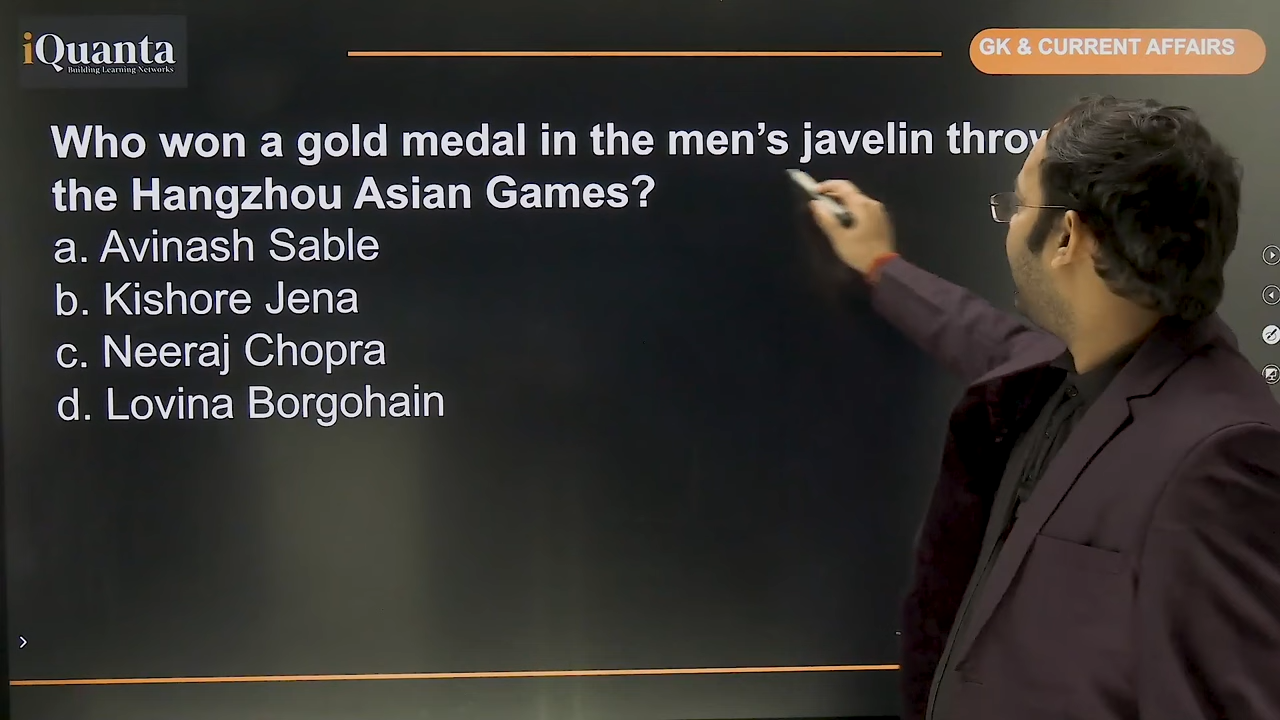 iQuanta
Building Learning Networks
GK & CURRENT AFFAIRS
Who won a gold medal in the men’s javelin
the Hangzhou Asian Games?
a. Avinash Sable
b. Kishore Jena
c. Neeraj Chopra
d. Lovina Borgohain